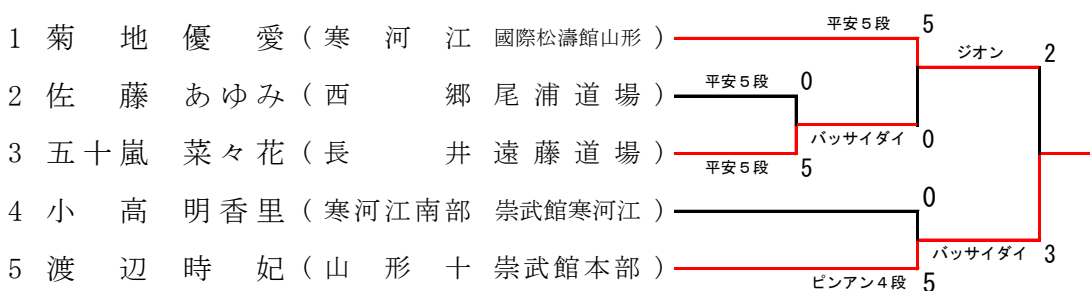 平安５段 5
1 菊地優愛（寒河江 國際松濤館山形）
ジオン 2
平安５段 0
2 佐藤あゆみ（西郷 尾浦道場）
バッサイダイ 0
3 五十嵐菜々花（長井 遠藤道場）
平安５段 5
0
4 小高明香里（寒河江南部 崇武館寒河江）
バッサイダイ 3
5 渡辺時妃（山形十 崇武館本部）
ピンアン４段 5